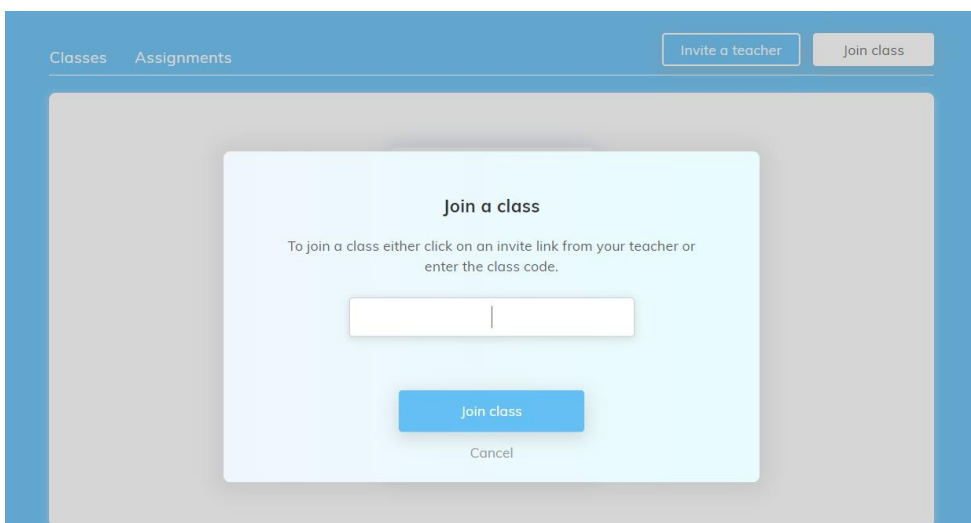 Classes Assignments Invite a teacher Join class
Join a class
To join a class either click on an invite link from your teacher or
enter the class code.
Join class
Cancel